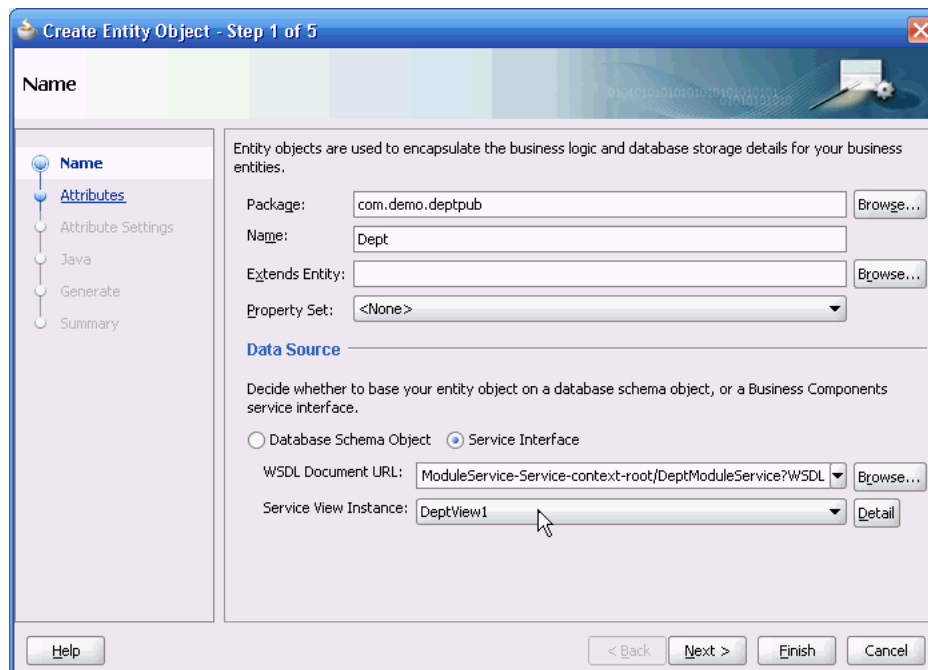 Create Entity Object - Step 1 of 5
Name
Name
Attributes
Attribute Settings
Java
Generate
Summary
Entity objects are used to encapsulate the business logic and database storage details for your business
entities.
Package: com.demo.deptpub Browse...
Name: Dept
Extends Entity: Browse...
Property Set: <None>
Data Source
Decide whether to base your entity object on a database schema object, or a Business Components
service interface.
Database Schema Object Service Interface
WSDL Document URL: ModuleService-Service-context-root/DeptModuleService?WSDL Browse...
Service View Instance: DeptView1 Detail
Help < Back Next > Finish Cancel